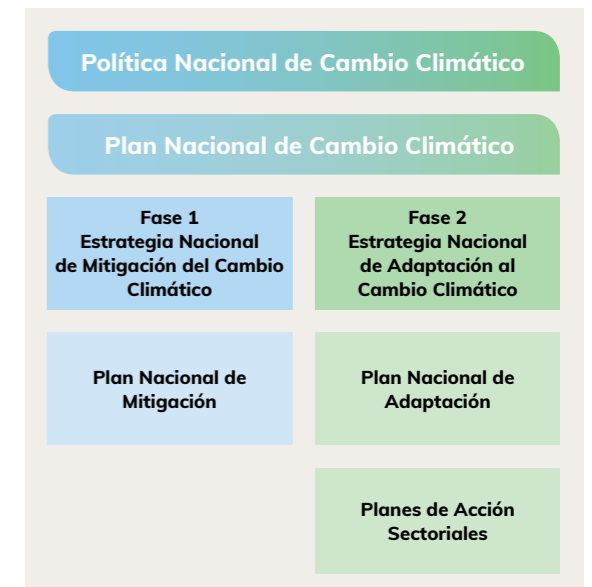 Política Nacional de Cambio Climático
Plan Nacional de Cambio Climático
Fase 1
Estrategia Nacional
de Mitigación del Cambio
Climático
Fase 2
Estrategia Nacional
de Adaptación al
Cambio Climático
Plan Nacional de
Mitigación
Plan Nacional de
Adaptación
Planes de Acción
Sectoriales